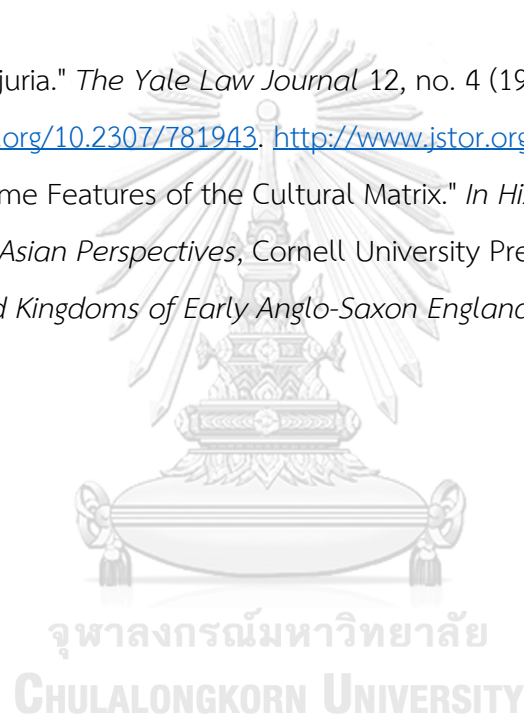 juria." The Yale Law Journal 12, no. 4 (19
.org/10.2307/781943. http://www.jstor.org
me Features of the Cultural Matrix." In His
Asian Perspectives, Cornell University Pre
d Kingdoms of Early Anglo-Saxon England
จุฬาลงกรณ์มหาวิทยาลัย
CHULALONGKORN UNIVERSITY